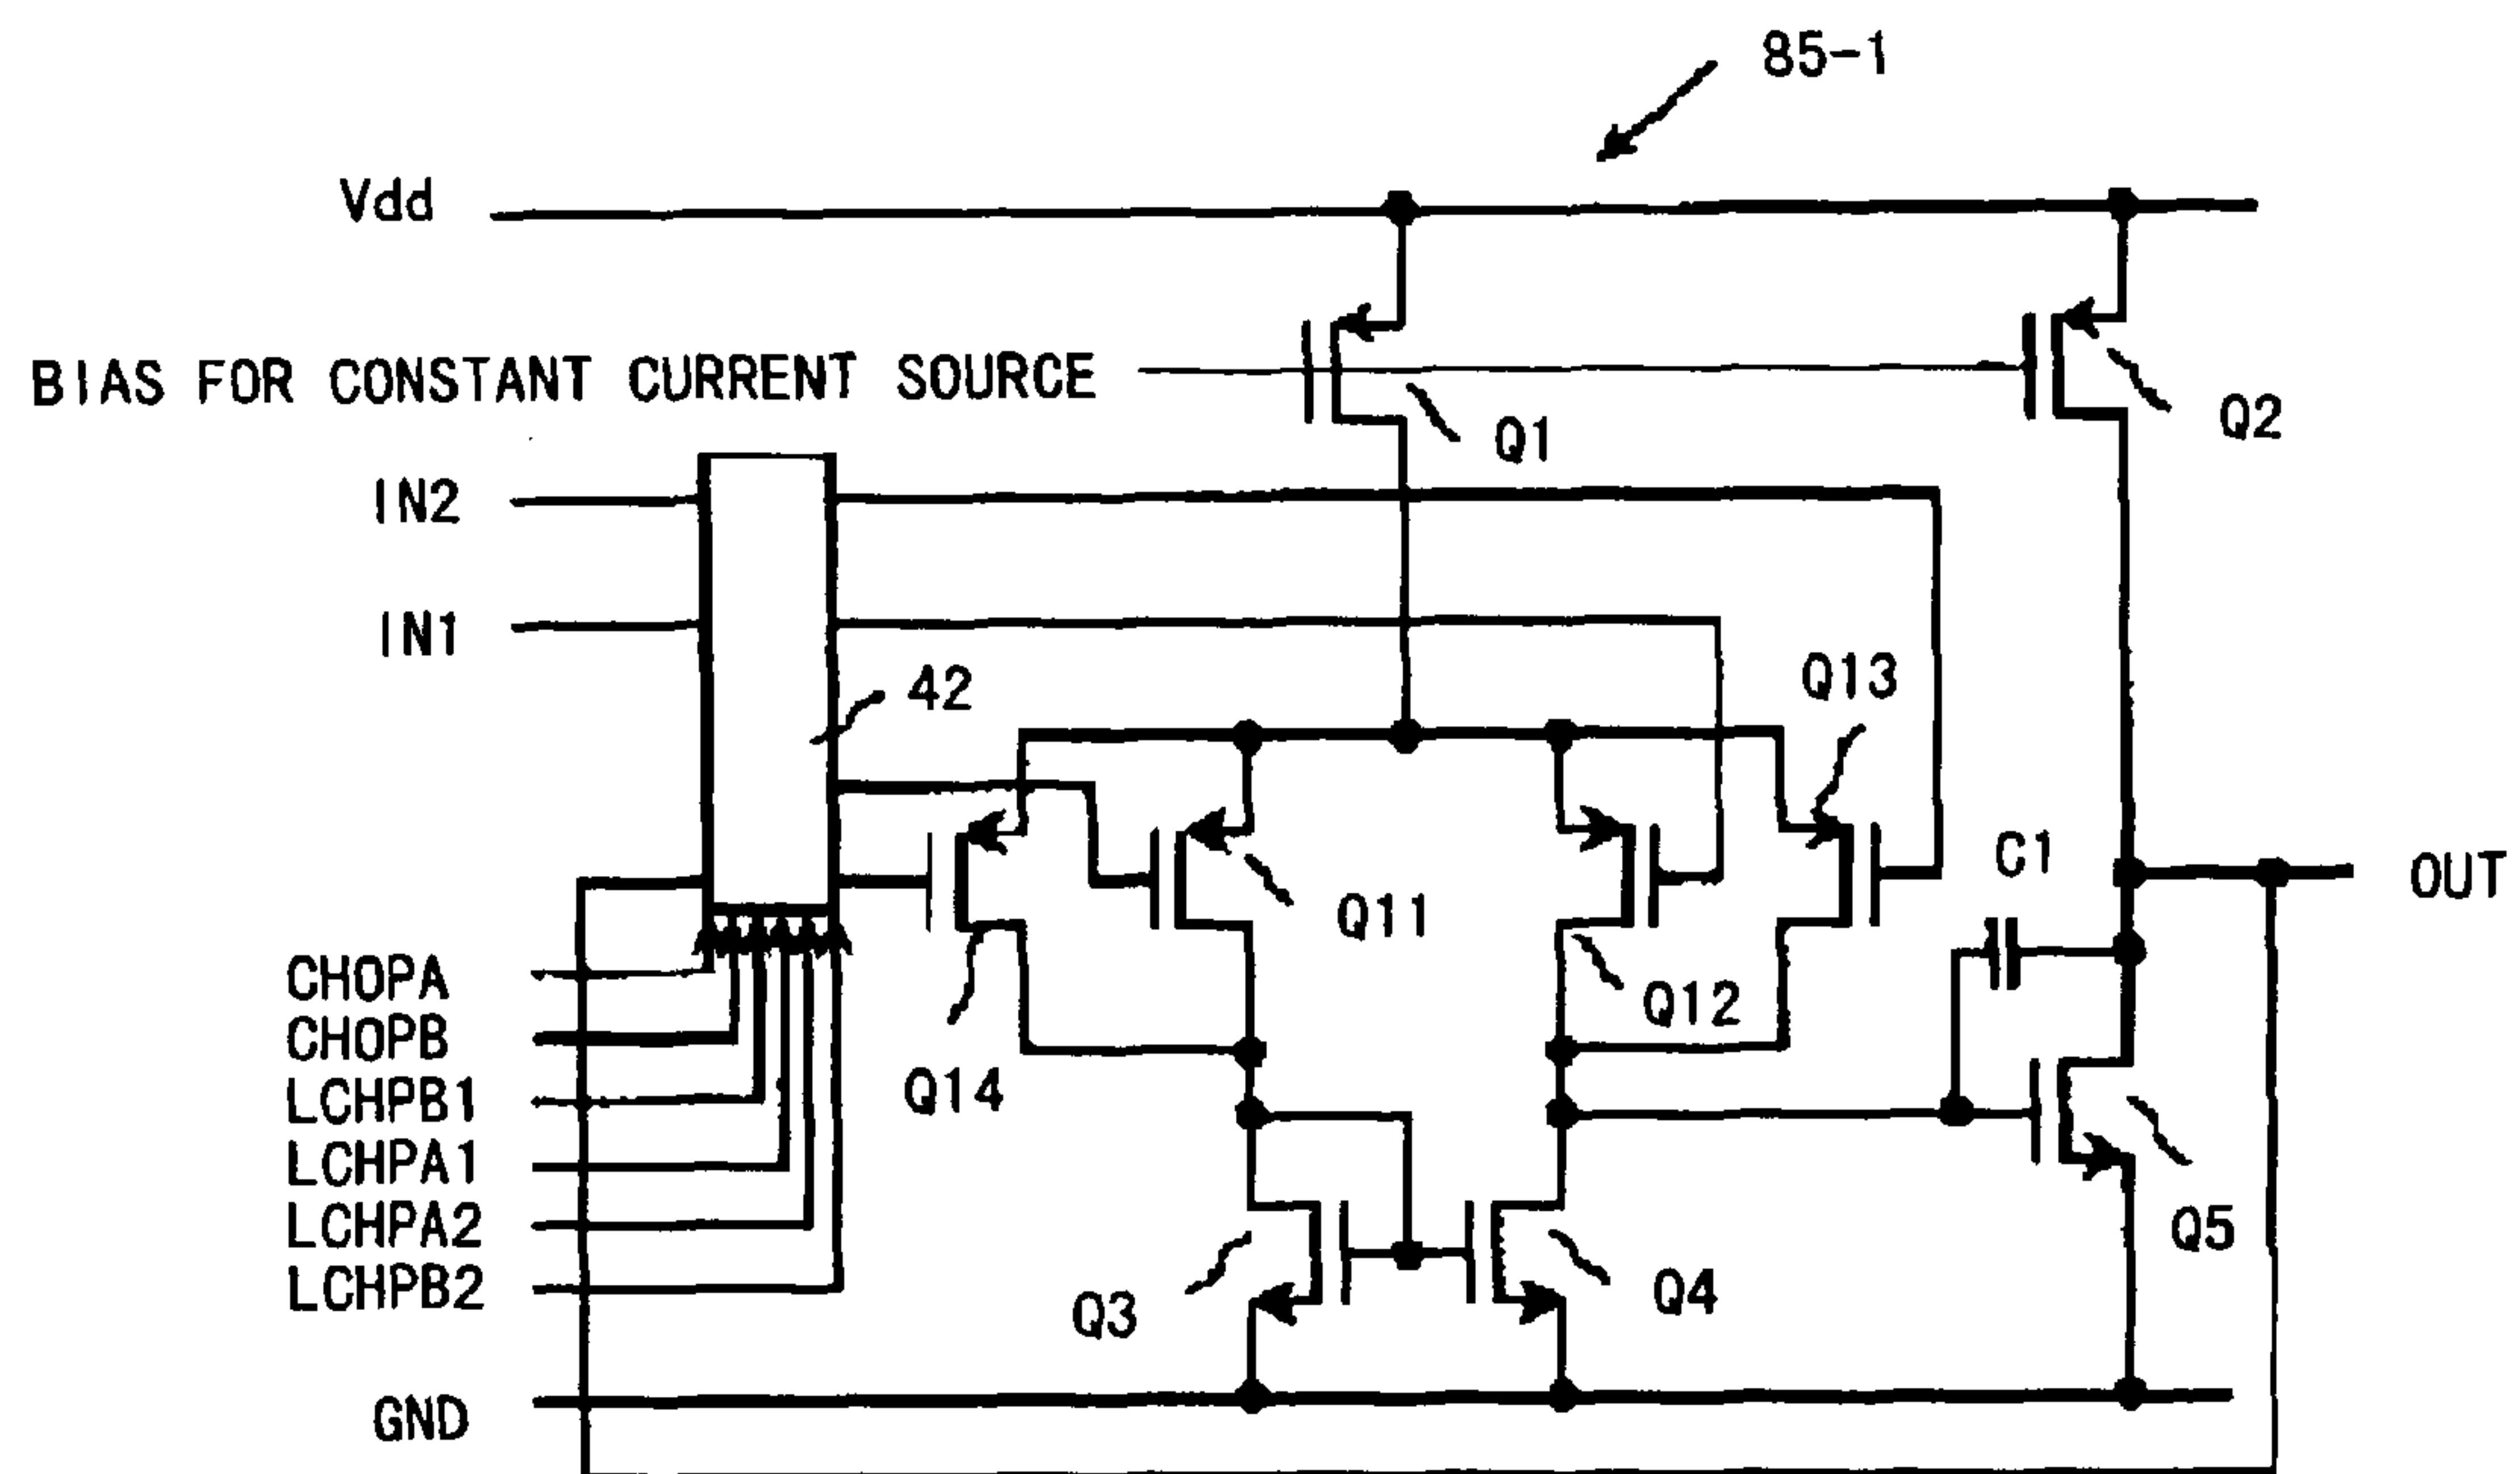 85-1
Vdd
BIAS FOR CONSTANT CURRENT SOURCE
Q1
Q2
IN2
IN1
42
Q13
C1
OUT
Q11
Q12
Q14
CHOPA
CHOPB
LCHPB1
LCHPA1
LCHPA2
LCHPB2
Q3
Q4
Q5
GND